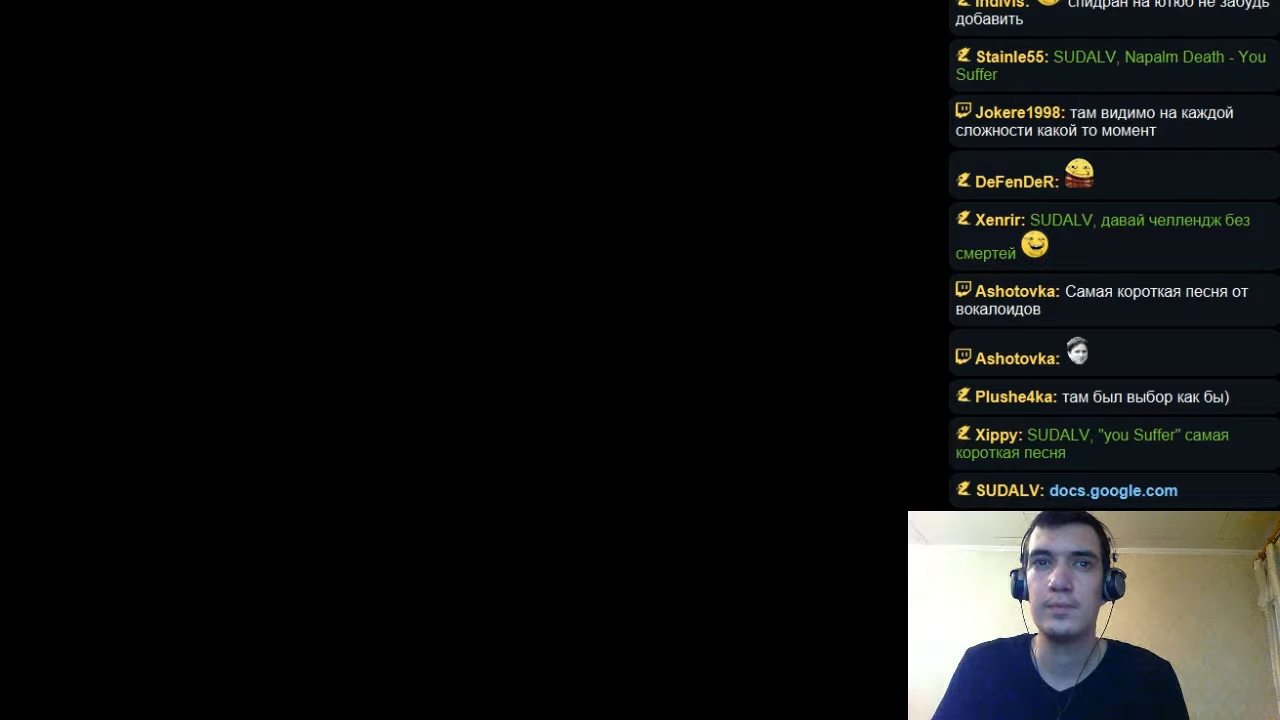 Indivis: спидран на ютюб не забудь
добавить
Stainle55: SUDALV, Napalm Death - You
Suffer
Jokere1998: там видимо на каждой
сложности какой то момент
DeFenDeR:
Xenrir: SUDALV, давай челлендж без
смертей
Ashotovka: Самая короткая песня от
вокалоидов
Ashotovka:
Plushe4ka: там был выбор как бы)
Xippy: SUDALV, "you Suffer" самая
короткая песня
SUDALV: docs.google.com